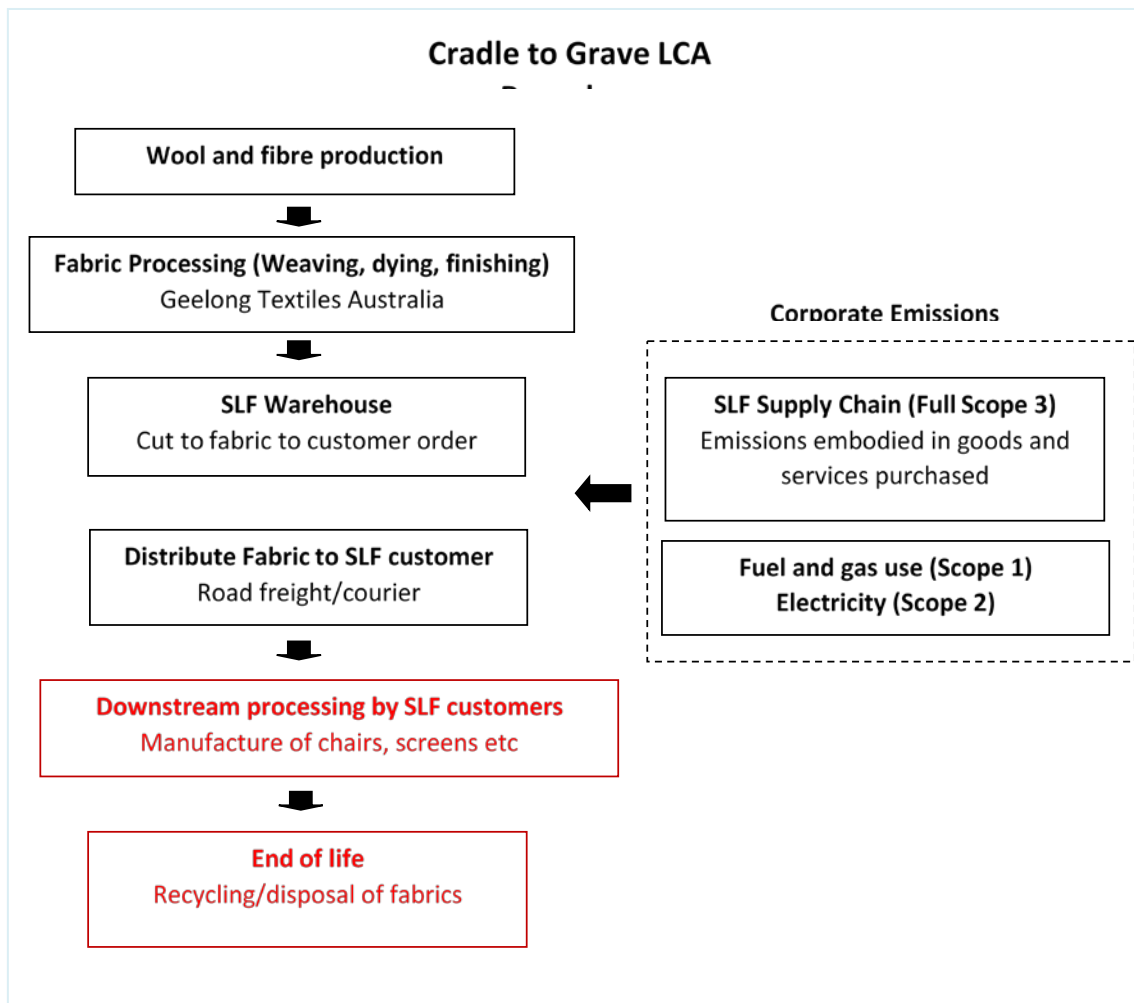 Cradle to Grave LCA
Wool and fibre production
Fabric Processing (Weaving, dying, finishing)
Geelong Textiles Australia
Corporate Emissions
SLF Warehouse
Cut to fabric to customer order
SLF Supply Chain (Full Scope 3)
Emissions embodied in goods and
services purchased
Distribute Fabric to SLF customer
Road freight/courier
Fuel and gas use (Scope 1)
Electricity (Scope 2)
Downstream processing by SLF customers
Manufacture of chairs, screens etc
End of life
Recycling/disposal of fabrics